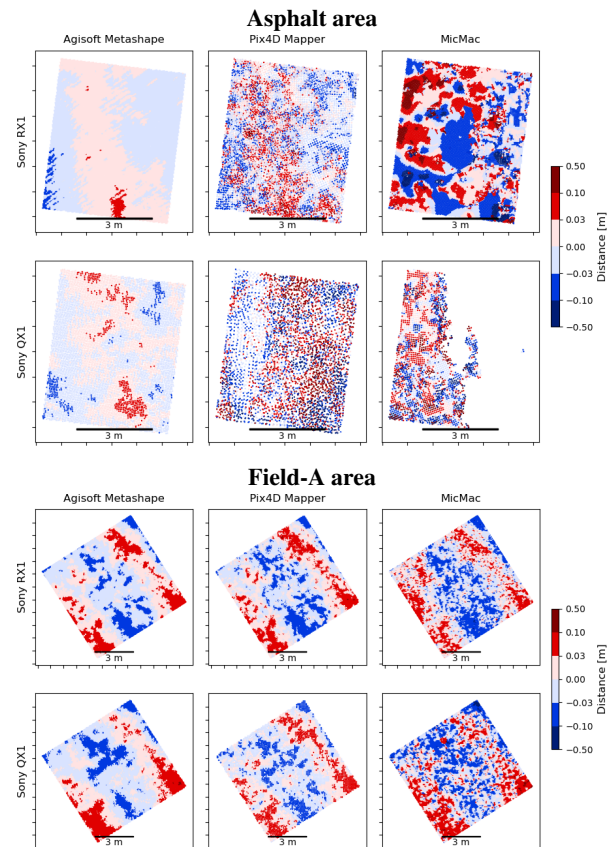 Asphalt area
Agisoft Metashape Pix4D Mapper MicMac
Sony RX1
3 m 3 m 3 m
Sony QX1
3 m 3 m 3 m
0.50
0.10
0.03
0.00
−0.03
−0.10
−0.50
Distance [m]
Field-A area
Agisoft Metashape Pix4D Mapper MicMac
Sony RX1
3 m 3 m 3 m
Sony QX1
3 m 3 m 3 m
0.50
0.10
0.03
0.00
−0.03
−0.10
−0.50
Distance [m]